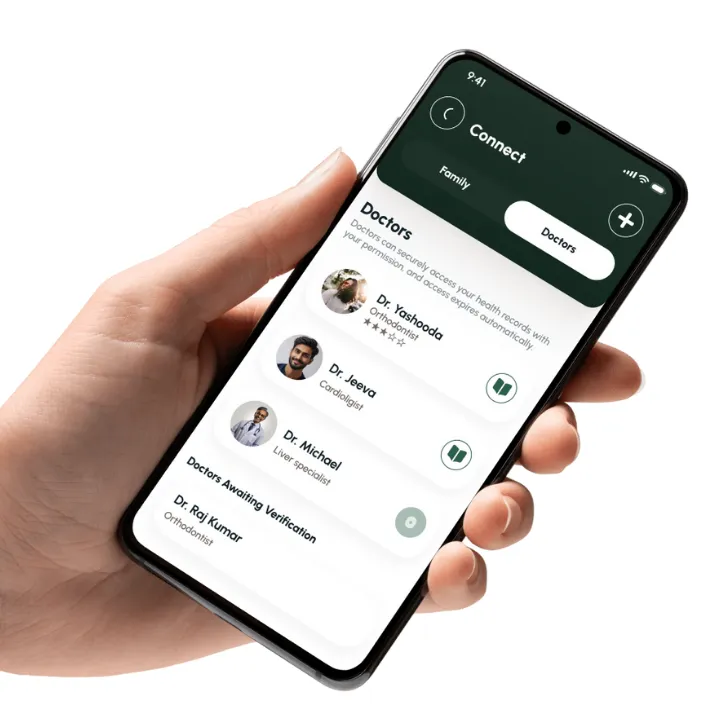 9:41
Connect
Family
Doctors
Doctors
Doctors can securely access your health records with
your permission, and access expires automatically.
Dr. Yashooda
Orthodontist
★★★☆☆
Dr. Jeeva
Cardioligist
Dr. Michael
Liver specialist
Doctors Awaiting Verification
Dr. Raj Kumar
Orthodontist